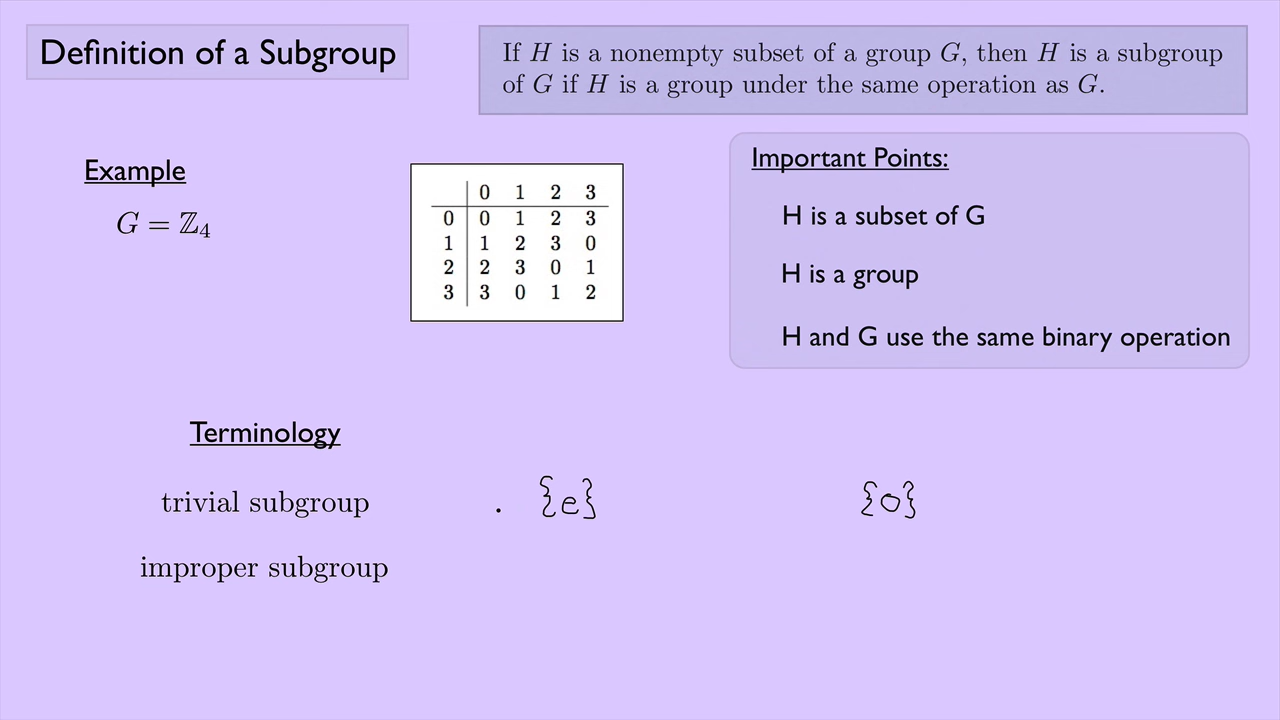 Definition of a Subgroup
If H is a nonempty subset of a group G, then H is a subgroup
of G if H is a group under the same operation as G.
Example
G = ℤ₄
0 1 2 3
0 0 1 2 3
1 1 2 3 0
2 2 3 0 1
3 3 0 1 2
Important Points:
H is a subset of G
H is a group
H and G use the same binary operation
Terminology
trivial subgroup . {e} {0}
improper subgroup